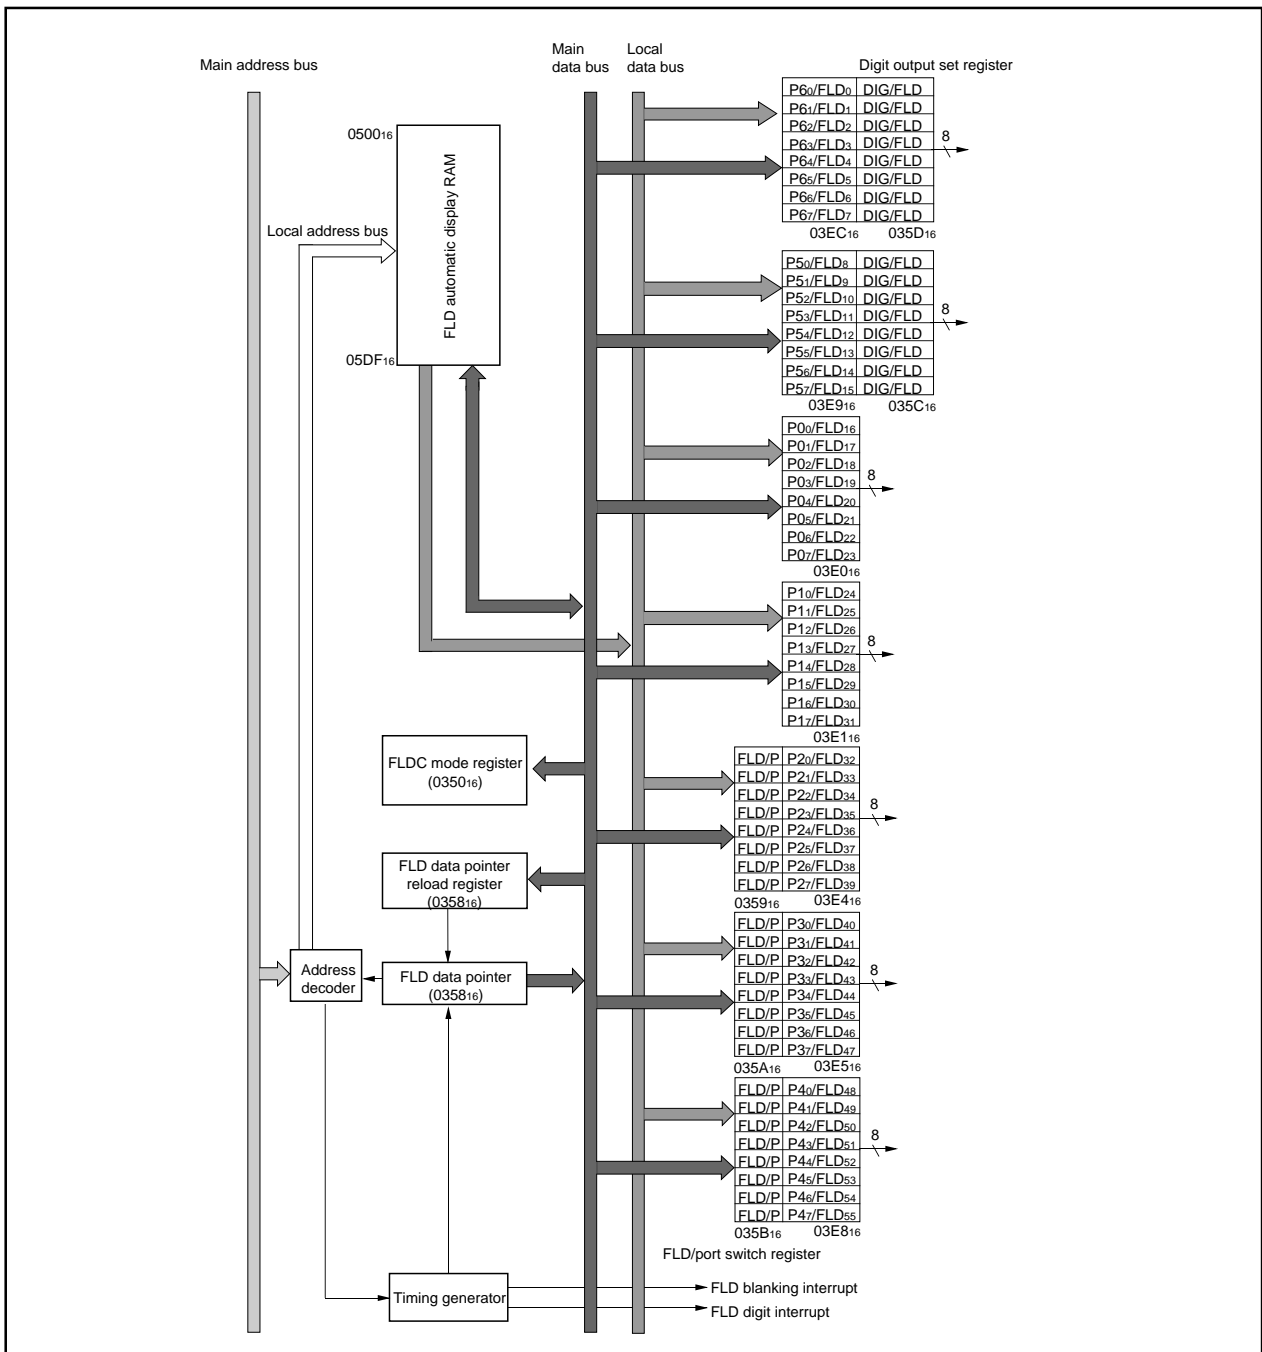 Main address bus
Main
data bus
Local
data bus
Digit output set register
0500₁₆
FLD automatic display RAM
05DF₁₆
Local address bus
P6₀/FLD₀ DIG/FLD
P6₁/FLD₁ DIG/FLD
P6₂/FLD₂ DIG/FLD
P6₃/FLD₃ DIG/FLD
P6₄/FLD₄ DIG/FLD
P6₅/FLD₅ DIG/FLD
P6₆/FLD₆ DIG/FLD
P6₇/FLD₇ DIG/FLD
8
03EC₁₆ 035D₁₆
P5₀/FLD₈ DIG/FLD
P5₁/FLD₉ DIG/FLD
P5₂/FLD₁₀ DIG/FLD
P5₃/FLD₁₁ DIG/FLD
P5₄/FLD₁₂ DIG/FLD
P5₅/FLD₁₃ DIG/FLD
P5₆/FLD₁₄ DIG/FLD
P5₇/FLD₁₅ DIG/FLD
8
03E9₁₆ 035C₁₆
P0₀/FLD₁₆
P0₁/FLD₁₇
P0₂/FLD₁₈
P0₃/FLD₁₉
P0₄/FLD₂₀
P0₅/FLD₂₁
P0₆/FLD₂₂
P0₇/FLD₂₃
8
03E0₁₆
P1₀/FLD₂₄
P1₁/FLD₂₅
P1₂/FLD₂₆
P1₃/FLD₂₇
P1₄/FLD₂₈
P1₅/FLD₂₉
P1₆/FLD₃₀
P1₇/FLD₃₁
8
03E1₁₆
FLDC mode register
(0350₁₆)
FLD/P P2₀/FLD₃₂
FLD/P P2₁/FLD₃₃
FLD/P P2₂/FLD₃₄
FLD/P P2₃/FLD₃₅
FLD/P P2₄/FLD₃₆
FLD/P P2₅/FLD₃₇
FLD/P P2₆/FLD₃₈
FLD/P P2₇/FLD₃₉
8
0359₁₆ 03E4₁₆
FLD data pointer
reload register
(0358₁₆)
Address
decoder
FLD data pointer
(0358₁₆)
FLD/P P3₀/FLD₄₀
FLD/P P3₁/FLD₄₁
FLD/P P3₂/FLD₄₂
FLD/P P3₃/FLD₄₃
FLD/P P3₄/FLD₄₄
FLD/P P3₅/FLD₄₅
FLD/P P3₆/FLD₄₆
FLD/P P3₇/FLD₄₇
8
035A₁₆ 03E5₁₆
FLD/P P4₀/FLD₄₈
FLD/P P4₁/FLD₄₉
FLD/P P4₂/FLD₅₀
FLD/P P4₃/FLD₅₁
FLD/P P4₄/FLD₅₂
FLD/P P4₅/FLD₅₃
FLD/P P4₆/FLD₅₄
FLD/P P4₇/FLD₅₅
8
035B₁₆ 03E8₁₆
FLD/port switch register
Timing generator
FLD blanking interrupt
FLD digit interrupt